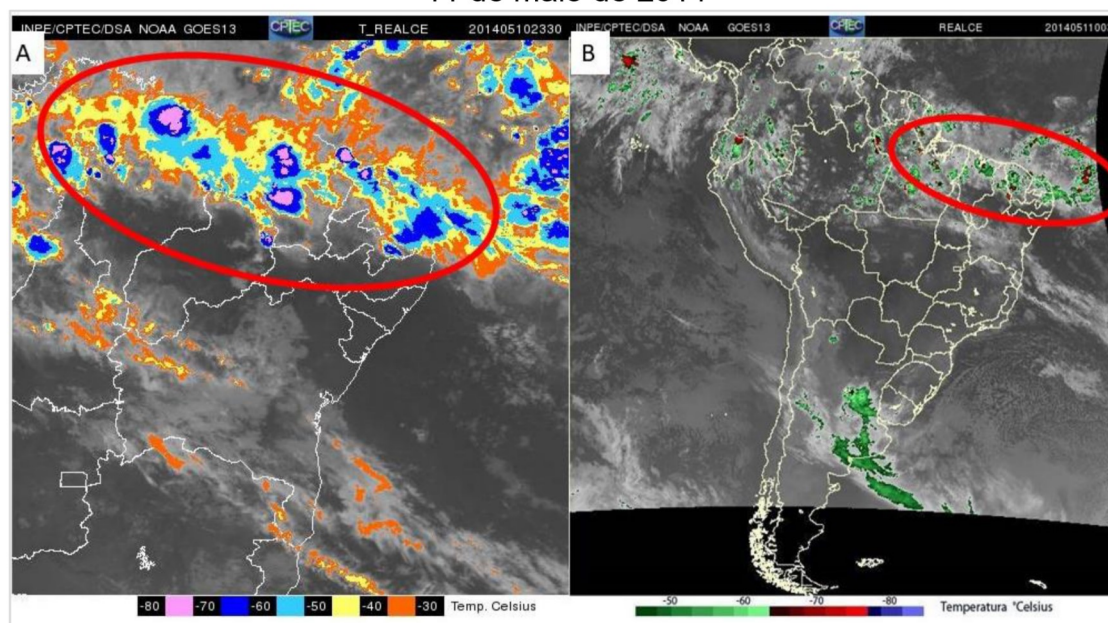 INPE/CPTEC/DSA NOAA GOES13 CPTEC T_REALCE 201405102330
A
INPE/CPTEC/DSA NOAA GOES13 CPTEC REALCE
B
-80 -70 -60 -50 -40 -30 Temp. Celsius
-50 -60 -70 -80 Temperatura °Celsius